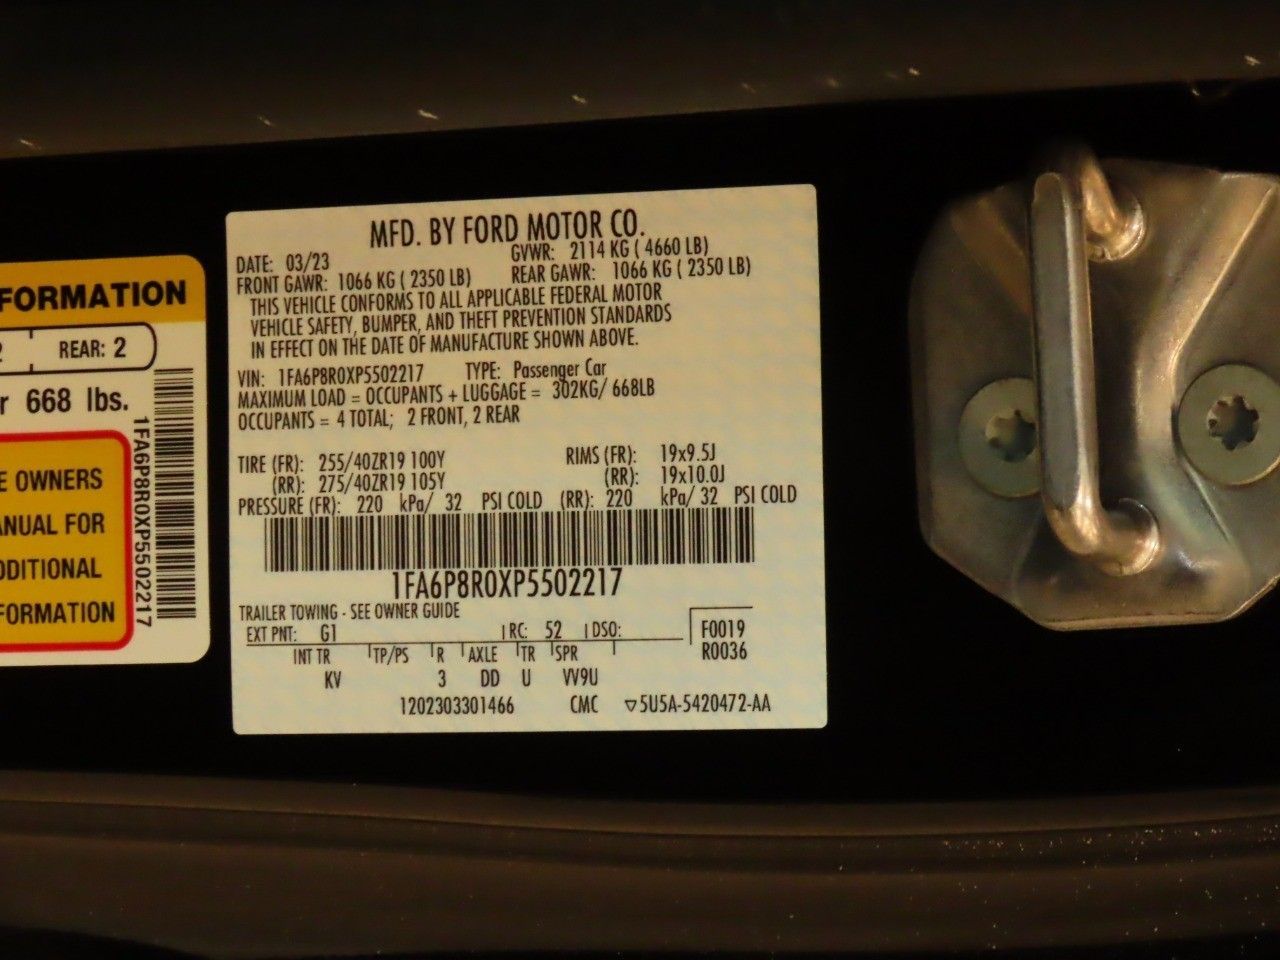 FORMATION
2 REAR: 2
r 668 lbs.
E OWNERS
ANUAL FOR
DDITIONAL
FORMATION
1FA6P8R0XP5502217
MFD. BY FORD MOTOR CO.
DATE: 03/23 GVWR: 2114 KG ( 4660 LB)
FRONT GAWR: 1066 KG ( 2350 LB) REAR GAWR: 1066 KG ( 2350 LB)
THIS VEHICLE CONFORMS TO ALL APPLICABLE FEDERAL MOTOR
VEHICLE SAFETY, BUMPER, AND THEFT PREVENTION STANDARDS
IN EFFECT ON THE DATE OF MANUFACTURE SHOWN ABOVE.
VIN: 1FA6P8R0XP5502217 TYPE: Passenger Car
MAXIMUM LOAD = OCCUPANTS + LUGGAGE = 302KG/ 668LB
OCCUPANTS = 4 TOTAL; 2 FRONT, 2 REAR
TIRE (FR): 255/40ZR19 100Y RIMS (FR): 19x9.5J
(RR): 275/40ZR19 105Y (RR): 19x10.0J
PRESSURE (FR): 220 kPa/ 32 PSI COLD (RR): 220 kPa/ 32 PSI COLD
1FA6P8R0XP5502217
TRAILER TOWING - SEE OWNER GUIDE
EXT PNT: G1 RC: 52 DSO: F0019
INT TR TP/PS R AXLE TR SPR R0036
KV 3 DD U VV9U
1202303301466 CMC ▽5U5A-5420472-AA